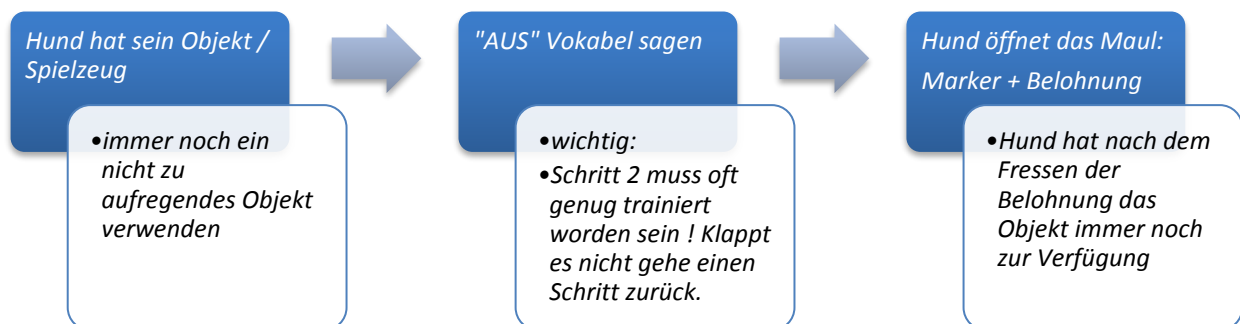 Hund hat sein Objekt /
Spielzeug
•immer noch ein
nicht zu
aufregendes Objekt
verwenden
"AUS" Vokabel sagen
•wichtig:
•Schritt 2 muss oft
genug trainiert
worden sein ! Klappt
es nicht gehe einen
Schritt zurück.
Hund öffnet das Maul:
Marker + Belohnung
•Hund hat nach dem
Fressen der
Belohnung das
Objekt immer noch
zur Verfügung